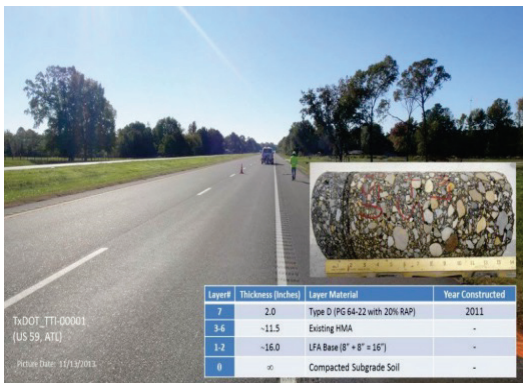 Layer# Thickness (Inches) Layer Material Year Constructed
7 2.0 Type D (PG 64-22 with 20% RAP) 2011
3-6 ~11.5 Existing HMA -
1-2 ~16.0 LFA Base (8" + 8" = 16") -
0 ∞ Compacted Subgrade Soil -
TxDOT_TTI-00001
(US 59, ATL)
Picture Date: 11/13/2013